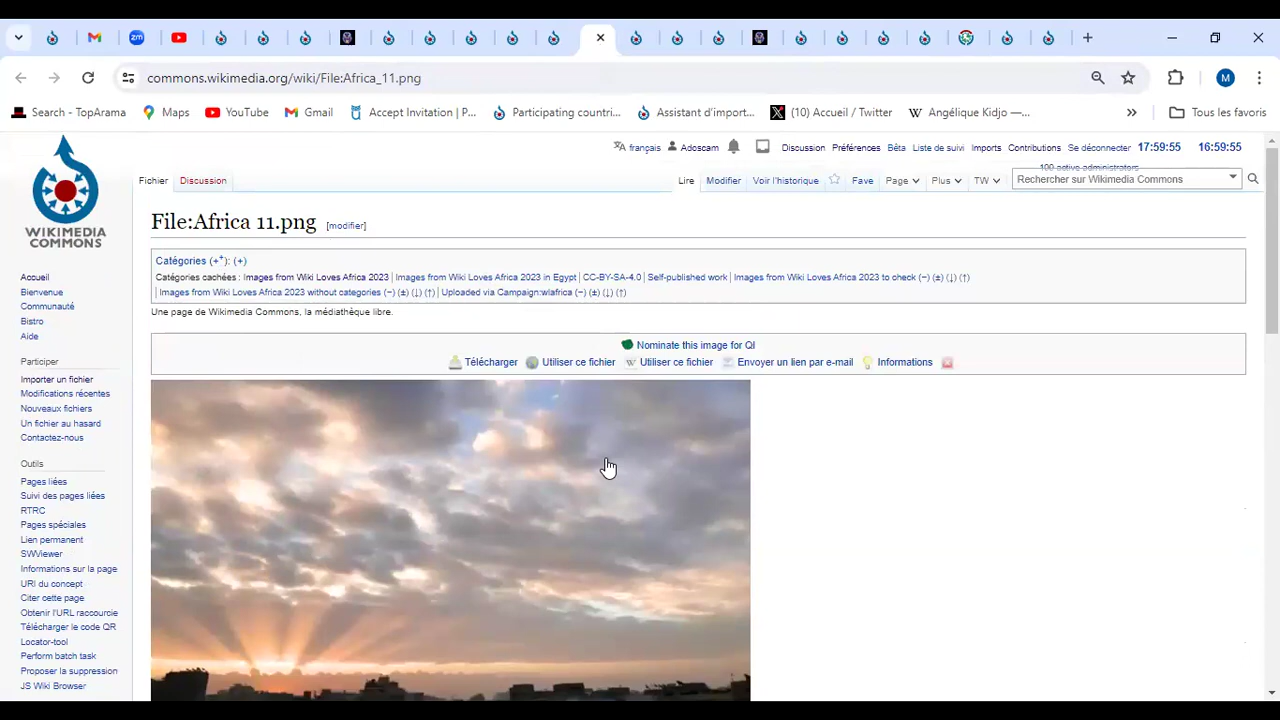 commons.wikimedia.org/wiki/File:Africa_11.png
M
Search - TopArama
Maps
YouTube
Gmail
Accept Invitation | P...
Participating countri...
Assistant d'import...
(10) Accueil / Twitter
Angélique Kidjo —...
»
Tous les favoris
français
Adoscam
Discussion
Préférences
Bêta
Liste de suivi
Imports
Contributions
Se déconnecter
17:59:55
16:59:55
100 active administrators
Fichier
Discussion
Lire
Modifier
Voir l'historique
Fave
Page
Plus
TW
Rechercher sur Wikimedia Commons
WIKIMEDIA
COMMONS
File:Africa 11.png [modifier]
Catégories (++): (+)
Catégories cachées : Images from Wiki Loves Africa 2023 | Images from Wiki Loves Africa 2023 in Egypt | CC-BY-SA-4.0 | Self-published work | Images from Wiki Loves Africa 2023 to check (−) (±) (↓) (↑)
| Images from Wiki Loves Africa 2023 without categories (−) (±) (↓) (↑) | Uploaded via Campaign:wlafrica (−) (±) (↓) (↑)
Une page de Wikimedia Commons, la médiathèque libre.
Nominate this image for QI
Télécharger
Utiliser ce fichier
W Utiliser ce fichier
Envoyer un lien par e-mail
Informations
Accueil
Bienvenue
Communauté
Bistro
Aide
Participer
Importer un fichier
Modifications récentes
Nouveaux fichiers
Un fichier au hasard
Contactez-nous
Outils
Pages liées
Suivi des pages liées
RTRC
Pages spéciales
Lien permanent
SWViewer
Informations sur la page
URI du concept
Citer cette page
Obtenir l'URL raccourcie
Télécharger le code QR
Locator-tool
Perform batch task
Proposer la suppression
JS Wiki Browser